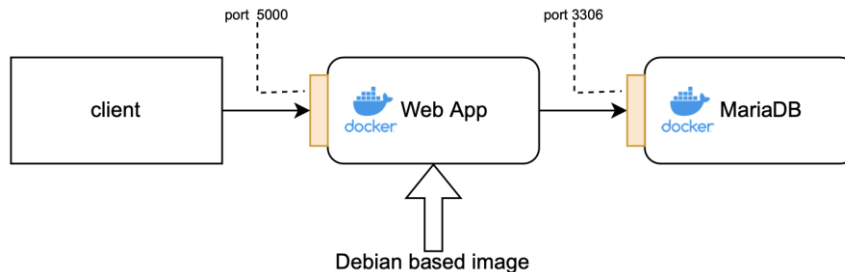 port 5000
port 3306
client
docker
Web App
docker
MariaDB
Debian based image